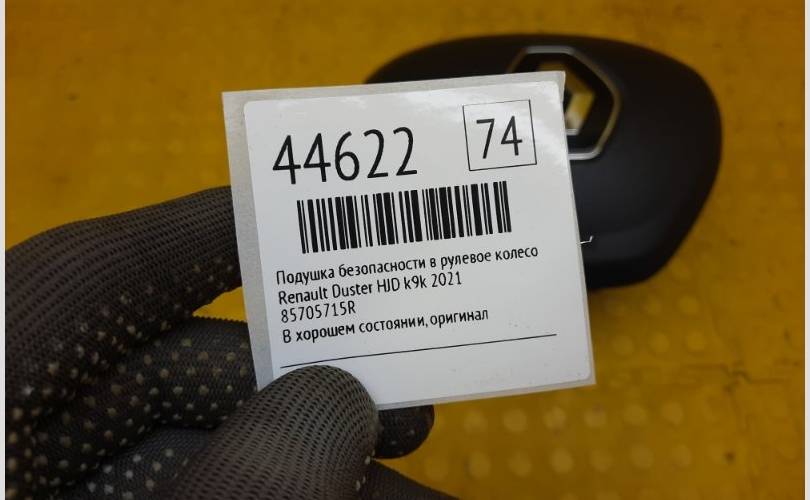 44622
74
Подушка безопасности в рулевое колесо
Renault Duster HJD k9k 2021
85705715R
В хорошем состоянии, оригинал